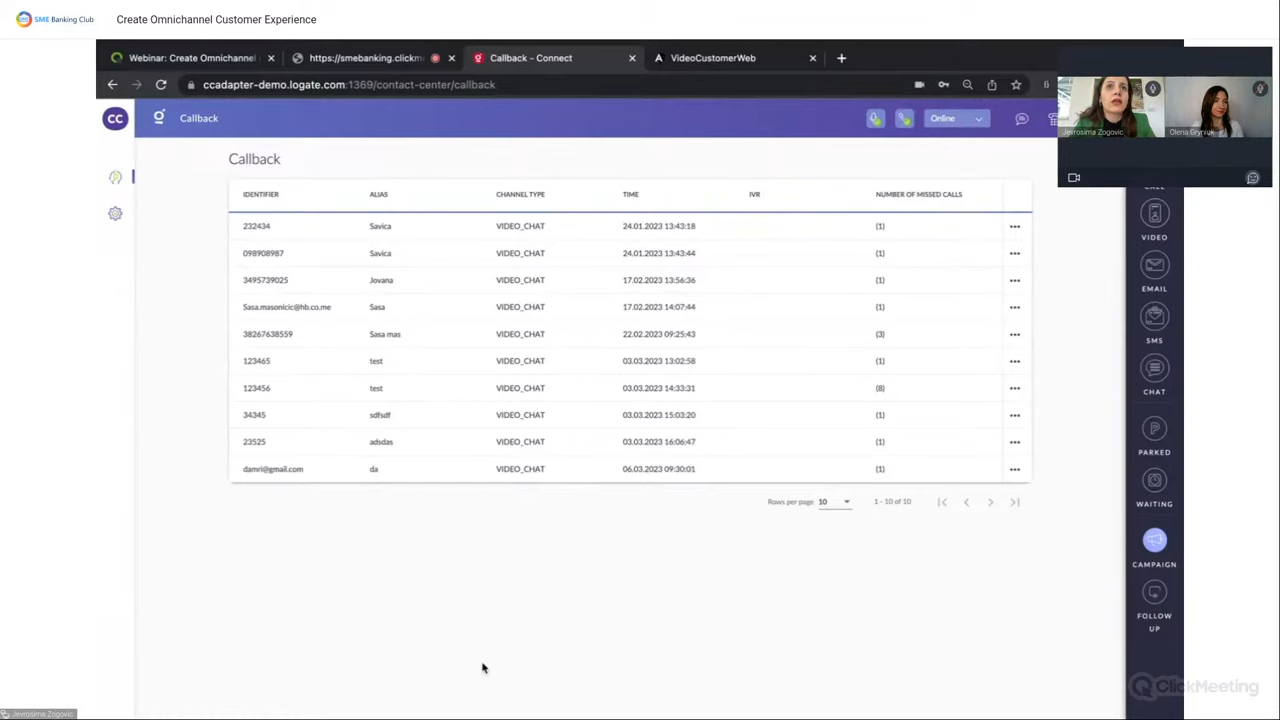 SME Banking Club
Create Omnichannel Customer Experience
Webinar: Create Omnichannel
https://smebanking.clickm
Callback - Connect
VideoCustomerWeb
ccadapter-demo.logate.com:1369/contact-center/callback
CC
Callback
Online
Jevrosima Zogovic
Olena Gryniuk
Callback
IDENTIFIER ALIAS CHANNEL TYPE TIME IVR NUMBER OF MISSED CALLS
232434 Savica VIDEO_CHAT 24.01.2023 13:43:18 (1)
098908987 Savica VIDEO_CHAT 24.01.2023 13:43:44 (1)
3495739025 Jovana VIDEO_CHAT 17.02.2023 13:56:36 (1)
Sasa.masonicic@hb.co.me Sasa VIDEO_CHAT 17.02.2023 14:07:44 (1)
38267638559 Sasa mas VIDEO_CHAT 22.02.2023 09:25:43 (3)
123465 test VIDEO_CHAT 03.03.2023 13:02:58 (1)
123456 test VIDEO_CHAT 03.03.2023 14:33:31 (8)
34345 sdfsdf VIDEO_CHAT 03.03.2023 15:03:20 (1)
23525 adsdas VIDEO_CHAT 03.03.2023 16:06:47 (1)
damri@gmail.com da VIDEO_CHAT 06.03.2023 09:30:01 (1)
Rows per page 10 1 - 10 of 10
VIDEO
EMAIL
SMS
CHAT
PARKED
WAITING
CAMPAIGN
FOLLOW
UP
ClickMeeting
Jevrosima Zogovic